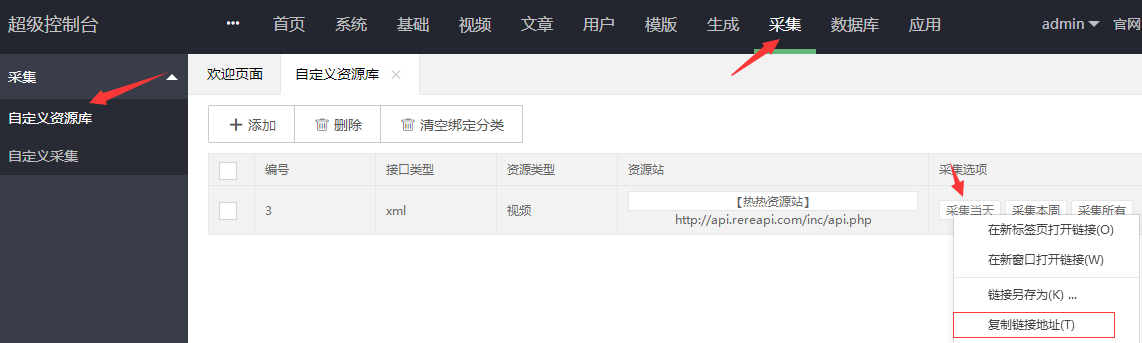 超级控制台 ••• 首页 系统 基础 视频 文章 用户 模版 生成 采集 数据库 应用 admin 官网
采集
自定义资源库
自定义采集
欢迎页面 自定义资源库
添加 删除 清空绑定分类
编号 接口类型 资源类型 资源站 采集选项
3 xml 视频 【热热资源站】 采集当天 采集本周 采集所有
http://api.rereapi.com/inc/api.php
在新标签页打开链接(O)
在新窗口打开链接(W)
链接另存为(K) ...
复制链接地址(T)